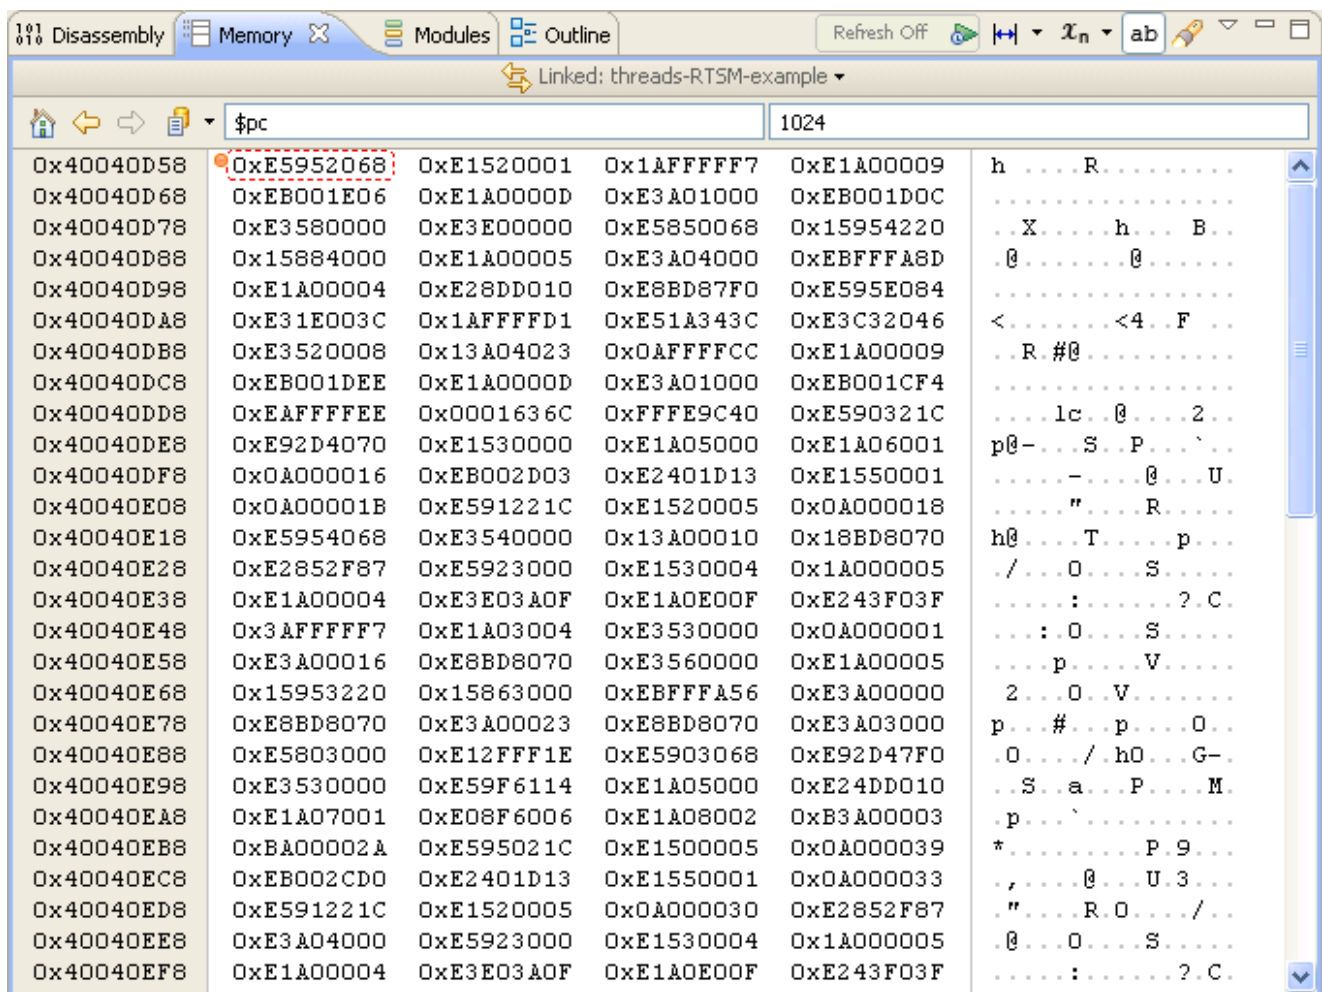 Disassembly Memory Modules Outline Refresh Off
Linked: threads-RTSM-example
$pc 1024
0x40040D58 0xE5952068 0xE1520001 0x1AFFFFF7 0xE1A00009 h ....R.........
0x40040D68 0xEB001E06 0xE1A0000D 0xE3A01000 0xEB001D0C ................
0x40040D78 0xE3580000 0xE3E00000 0xE5850068 0x15954220 ..X.....h... B..
0x40040D88 0x15884000 0xE1A00005 0xE3A04000 0xEBFFFA8D .@.......@......
0x40040D98 0xE1A00004 0xE28DD010 0xE8BD87F0 0xE595E084 ................
0x40040DA8 0xE31E003C 0x1AFFFFD1 0xE51A343C 0xE3C32046 <.......<4..F ..
0x40040DB8 0xE3520008 0x13A04023 0x0AFFFFCC 0xE1A00009 ..R.#@..........
0x40040DC8 0xEB001DEE 0xE1A0000D 0xE3A01000 0xEB001CF4 ................
0x40040DD8 0xEAFFFFEE 0x0001636C 0xFFFE9C40 0xE590321C ....lc..@....2..
0x40040DE8 0xE92D4070 0xE1530000 0xE1A05000 0xE1A06001 p@-...S..P...`..
0x40040DF8 0x0A000016 0xEB002D03 0xE2401D13 0xE1550001 .....-....@...U.
0x40040E08 0x0A00001B 0xE591221C 0xE1520005 0x0A000018 ....."....R.....
0x40040E18 0xE5954068 0xE3540000 0x13A00010 0x18BD8070 h@....T.....p...
0x40040E28 0xE2852F87 0xE5923000 0xE1530004 0x1A000005 ./...0....S.....
0x40040E38 0xE1A00004 0xE3E03A0F 0xE1A0E00F 0xE243F03F .....:......?.C.
0x40040E48 0x3AFFFFF7 0xE1A03004 0xE3530000 0x0A000001 ...:.0....S.....
0x40040E58 0xE3A00016 0xE8BD8070 0xE3560000 0xE1A00005 ....p.....V.....
0x40040E68 0x15953220 0x15863000 0xEBFFFA56 0xE3A00000 2...0..V.......
0x40040E78 0xE8BD8070 0xE3A00023 0xE8BD8070 0xE3A03000 p...#...p....0..
0x40040E88 0xE5803000 0xE12FFF1E 0xE5903068 0xE92D47F0 .0..../.h0...G-.
0x40040E98 0xE3530000 0xE59F6114 0xE1A05000 0xE24DD010 ..S..a...P....M.
0x40040EA8 0xE1A07001 0xE08F6006 0xE1A08002 0xB3A00003 .p...`..........
0x40040EB8 0xBA00002A 0xE595021C 0xE1500005 0x0A000039 *.........P.9...
0x40040EC8 0xEB002CD0 0xE2401D13 0xE1550001 0x0A000033 .,....@...U.3...
0x40040ED8 0xE591221C 0xE1520005 0x0A000030 0xE2852F87 ."....R.0..../..
0x40040EE8 0xE3A04000 0xE5923000 0xE1530004 0x1A000005 .@...0....S.....
0x40040EF8 0xE1A00004 0xE3E03A0F 0xE1A0E00F 0xE243F03F .....:......?.C.